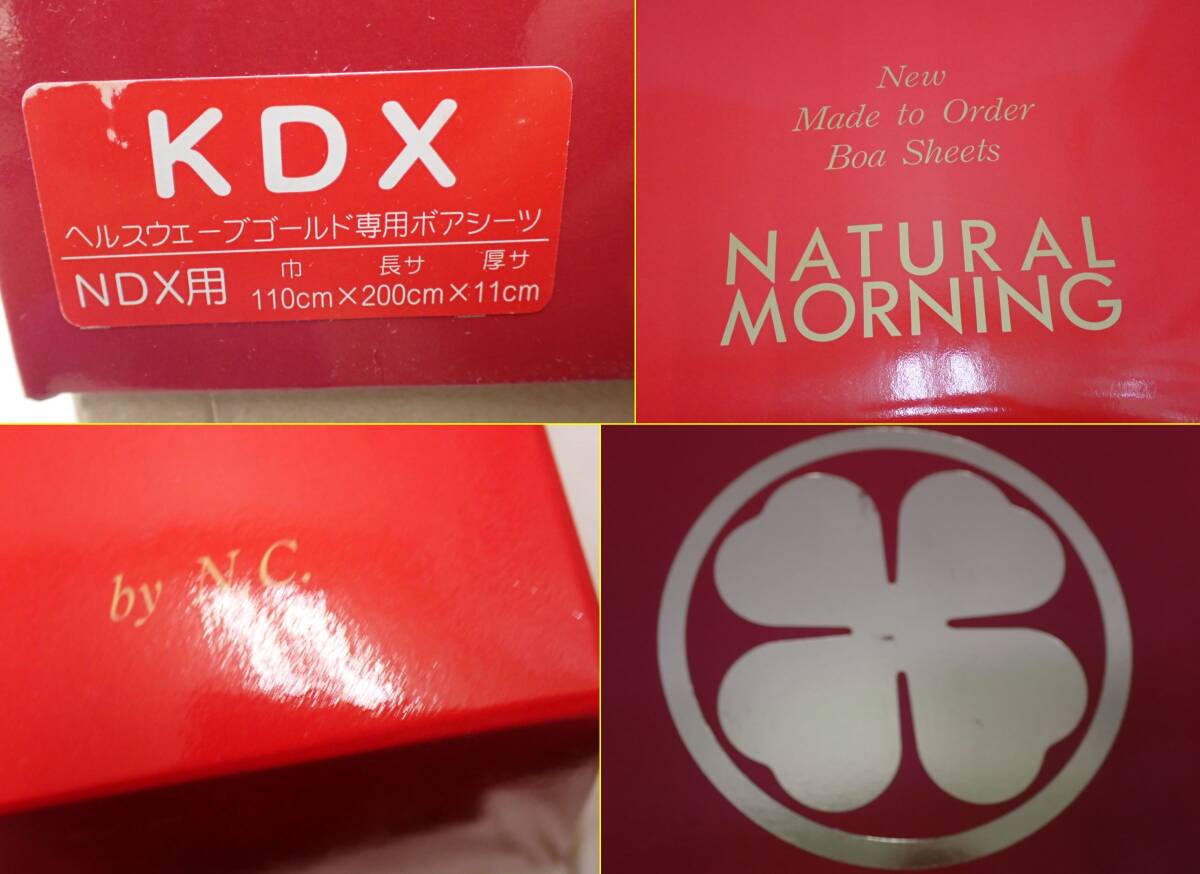 KDX
ヘルスウェーブゴールド専用ボアシーツ
NDX用 巾 長サ 厚サ
110cm×200cm×11cm
New
Made to Order
Boa Sheets
NATURAL
MORNING
by N.C.